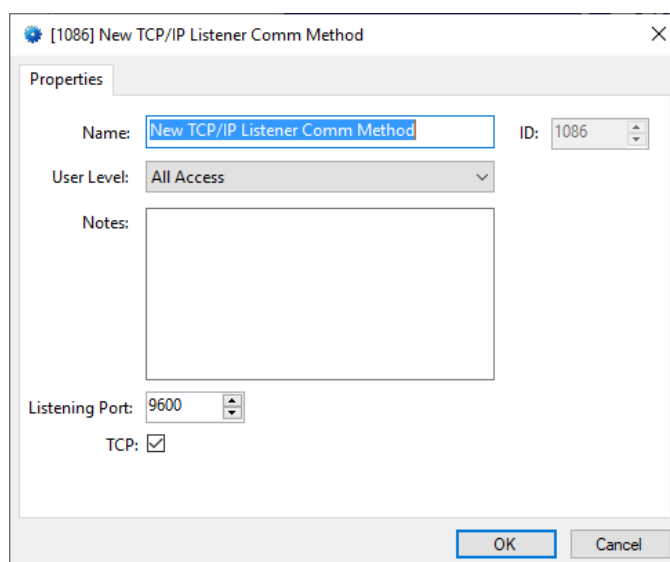 [1086] New TCP/IP Listener Comm Method
Properties
Name: New TCP/IP Listener Comm Method ID: 1086
User Level: All Access
Notes:
Listening Port: 9600
TCP:
OK Cancel